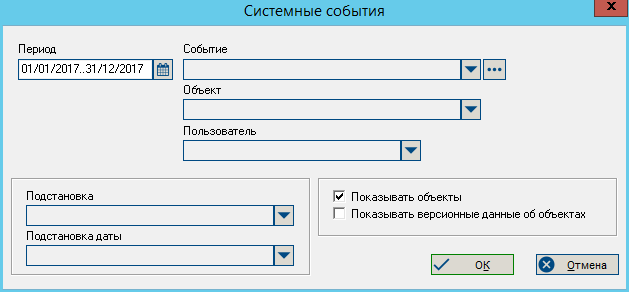 Системные события
x
Период
Событие
01/01/2017..31/12/2017
Объект
Пользователь
Подстановка
Подстановка даты
Показывать объекты
Показывать версионные данные об объектах
ОК
Отмена